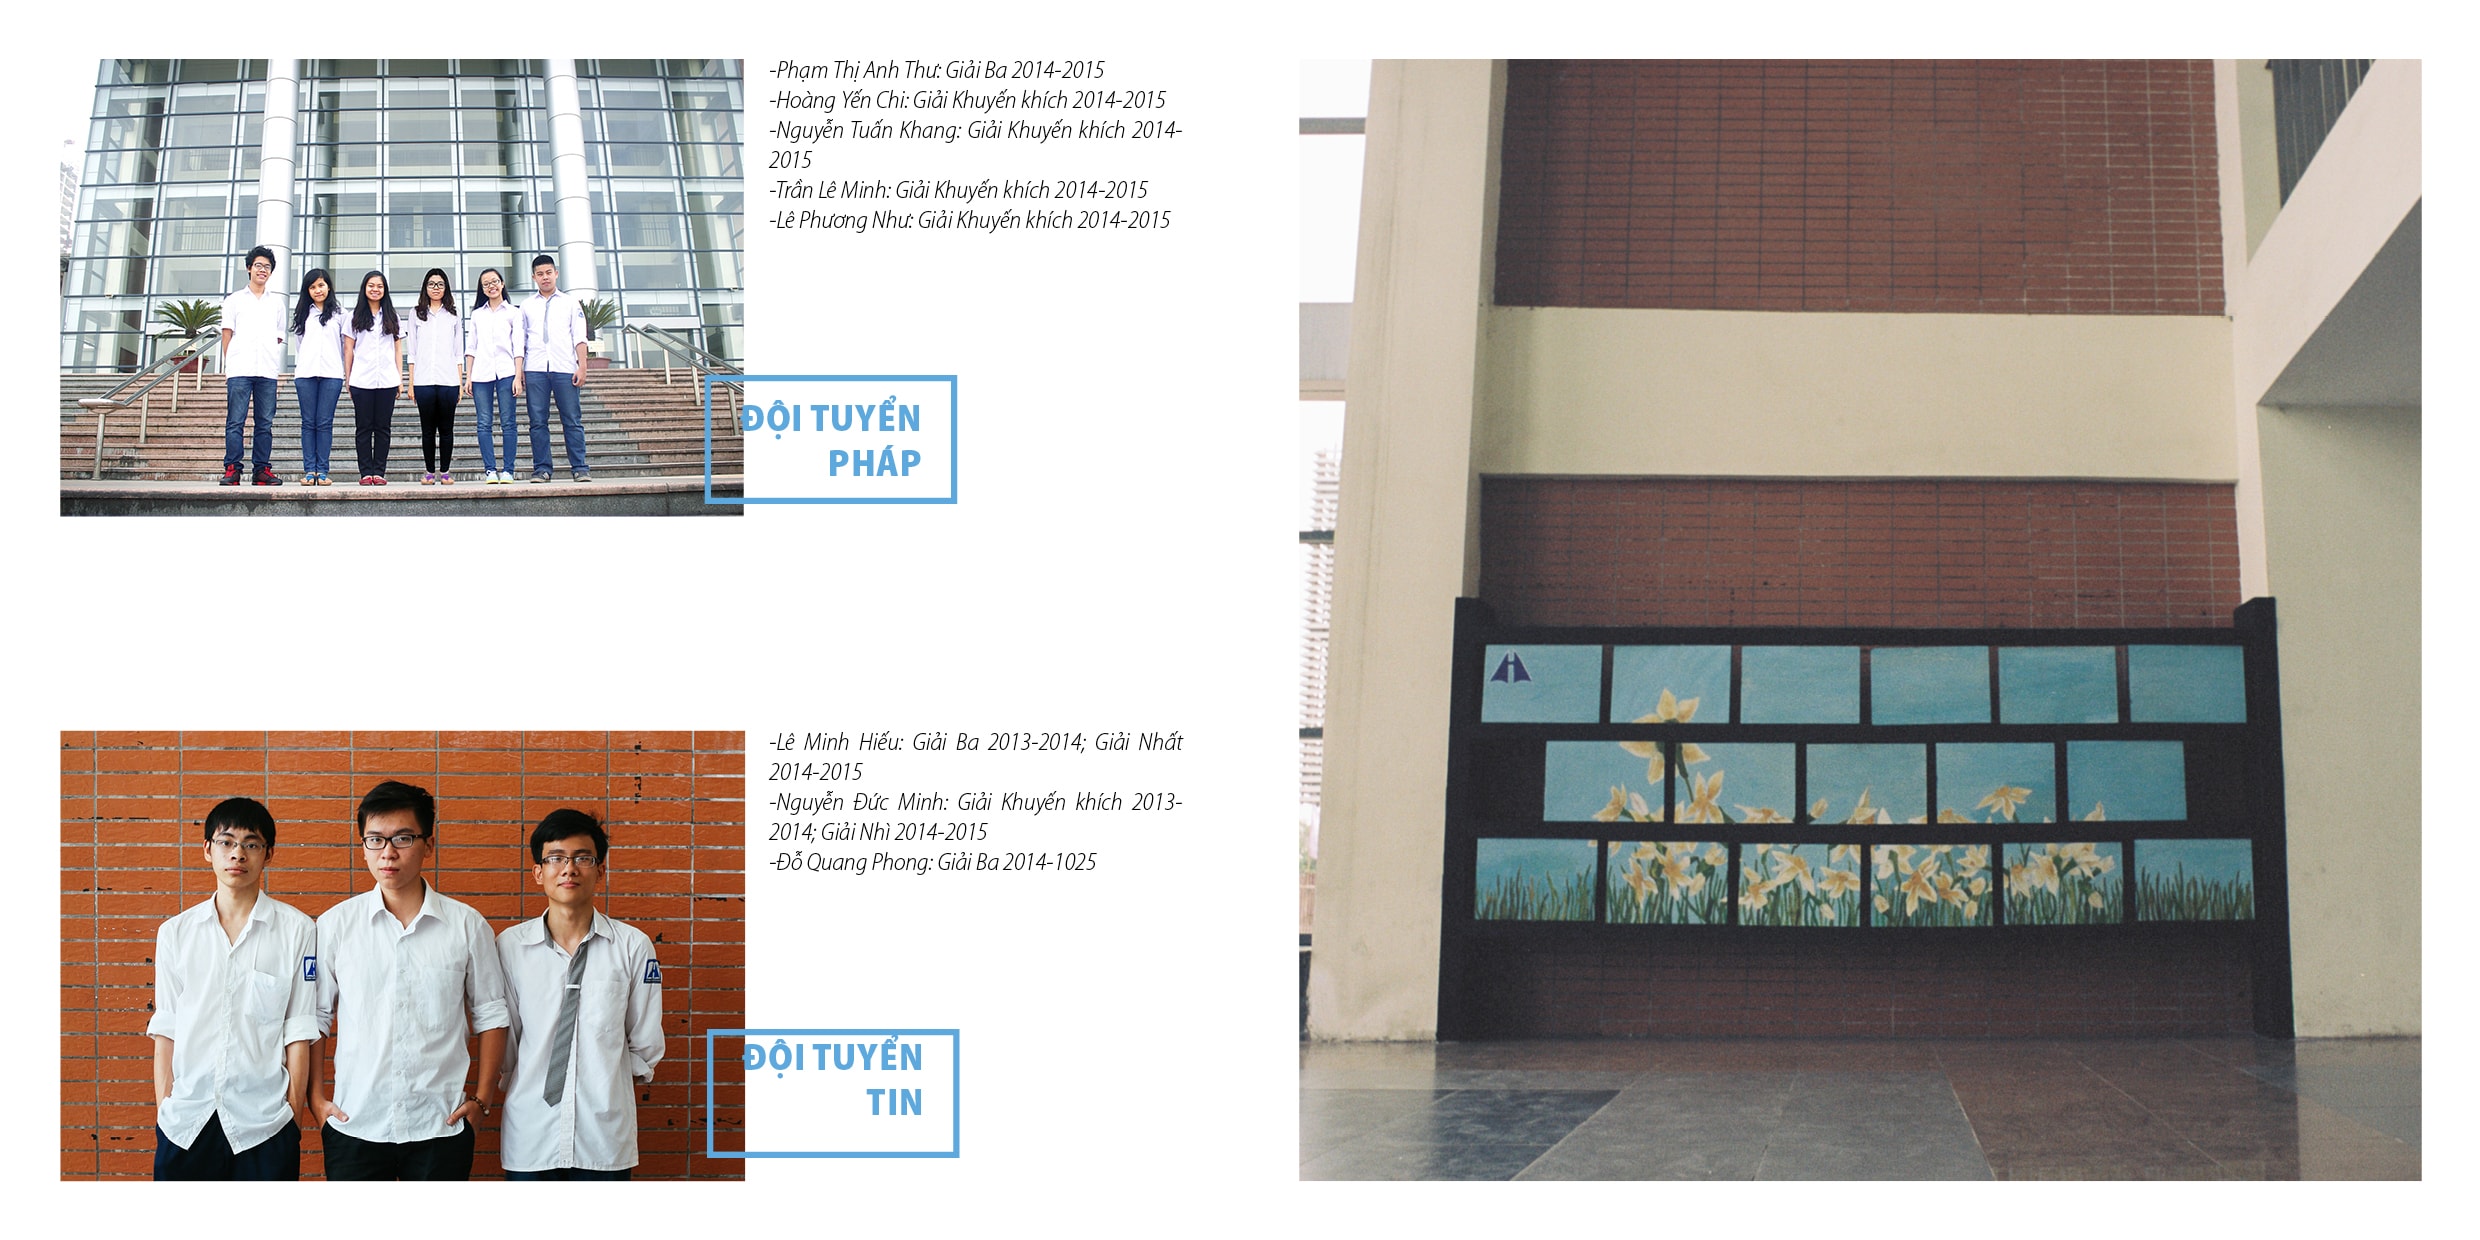 -Phạm Thị Anh Thư: Giải Ba 2014-2015
-Hoàng Yến Chi: Giải Khuyến khích 2014-2015
-Nguyễn Tuấn Khang: Giải Khuyến khích 2014-
2015
-Trần Lê Minh: Giải Khuyến khích 2014-2015
-Lê Phương Như: Giải Khuyến khích 2014-2015
ĐỘI TUYỂN
PHÁP
-Lê Minh Hiếu: Giải Ba 2013-2014; Giải Nhất
2014-2015
-Nguyễn Đức Minh: Giải Khuyến khích 2013-
2014; Giải Nhì 2014-2015
-Đỗ Quang Phong: Giải Ba 2014-1025
ĐỘI TUYỂN
TIN